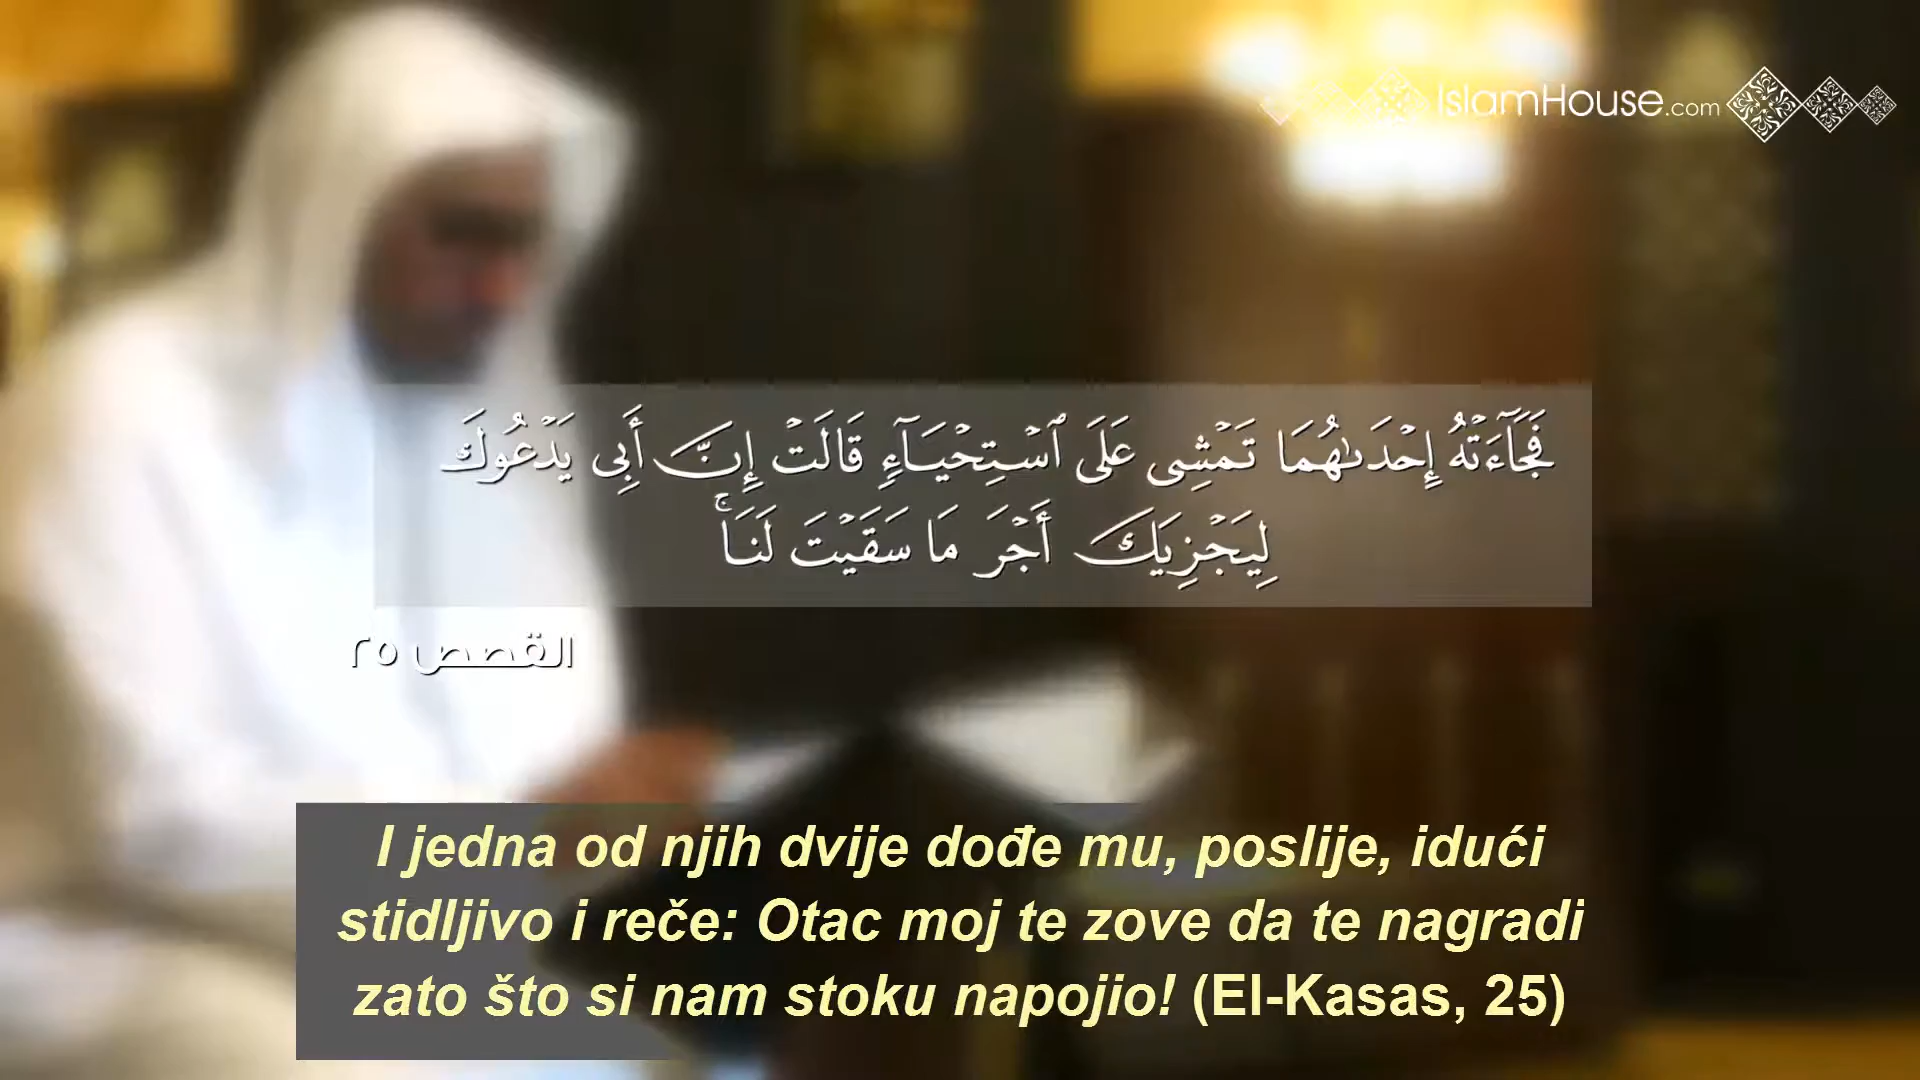 IslamHouse.com
فَجَآءَتْهُ إِحْدَىٰهُمَا تَمْشِى عَلَى ٱسْتِحْيَآءٍ قَالَتْ إِنَّ أَبِى يَدْعُوكَ
لِيَجْزِيَكَ أَجْرَ مَا سَقَيْتَ لَنَا ۚ
القصص ٢٥
I jedna od njih dvije dođe mu, poslije, idući
stidljivo i reče: Otac moj te zove da te nagradi
zato što si nam stoku napojio! (El-Kasas, 25)